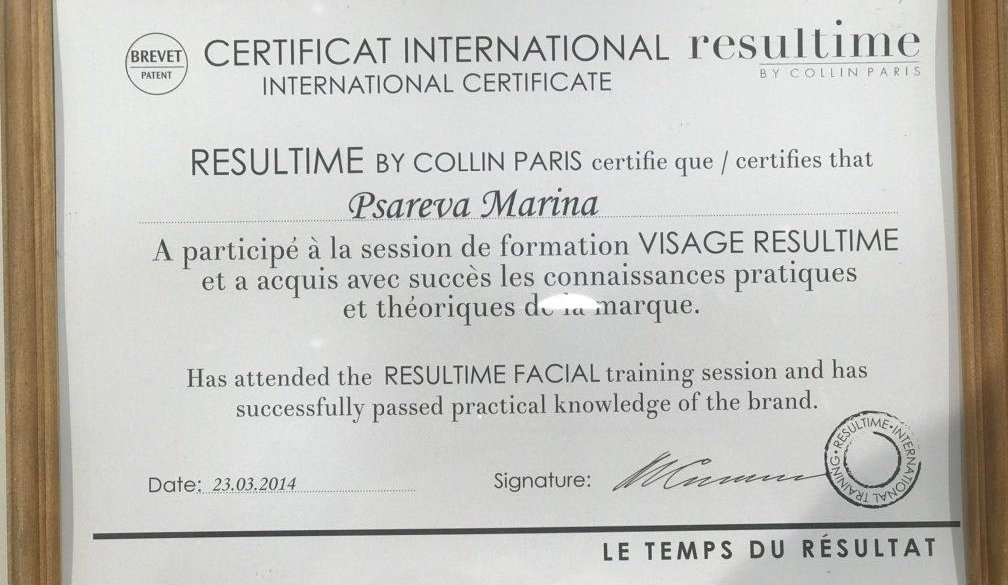 BREVET
PATENT
CERTIFICAT INTERNATIONAL
INTERNATIONAL CERTIFICATE
resultime
BY COLLIN PARIS
RESULTIME BY COLLIN PARIS certifie que / certifies that
Psareva Marina
A participé à la session de formation VISAGE RESULTIME
et a acquis avec succès les connaissances pratiques
et théoriques de la marque.
Has attended the RESULTIME FACIAL training session and has
successfully passed practical knowledge of the brand.
Date: 23.03.2014
Signature:
RESULTIME • INTERNATIONAL TRAINING •
LE TEMPS DU RÉSULTAT